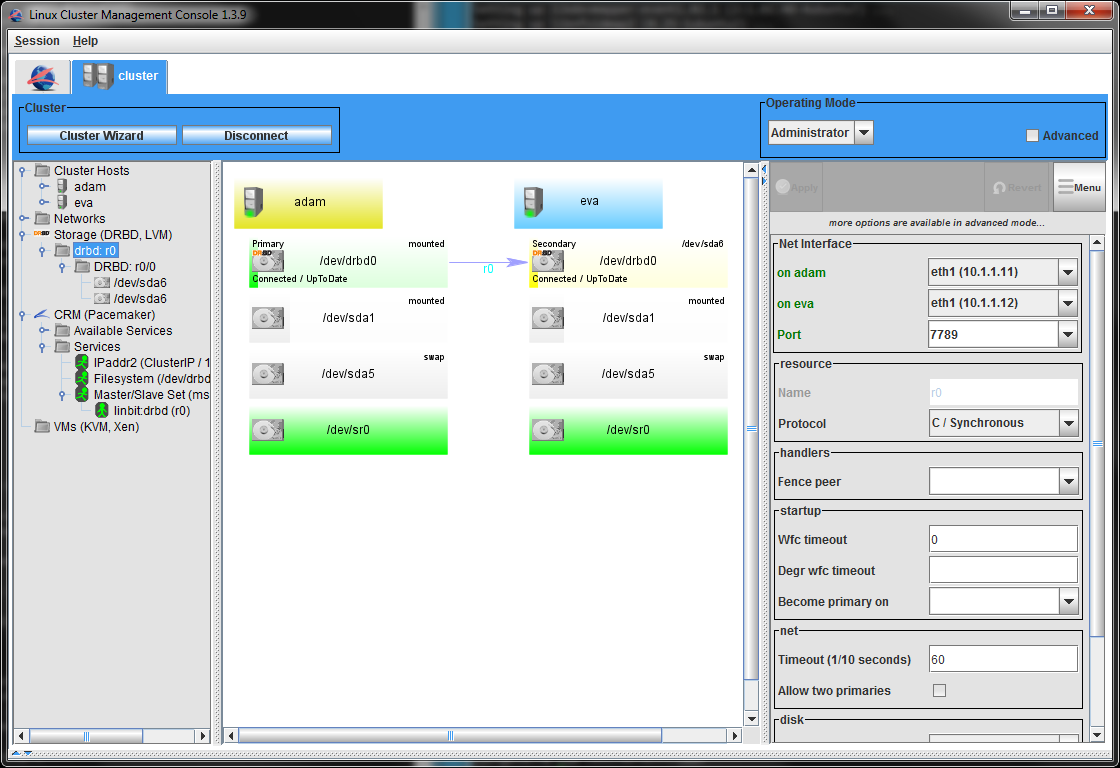 Linux Cluster Management Console 1.3.9
Session Help
cluster
Cluster
Cluster Wizard Disconnect
Operating Mode
Administrator Advanced
Cluster Hosts
adam
eva
Networks
Storage (DRBD, LVM)
drbd: r0
DRBD: r0/0
/dev/sda6
/dev/sda6
CRM (Pacemaker)
Available Services
Services
IPaddr2 (ClusterIP / 1
Filesystem (/dev/drbd
Master/Slave Set (ms
linbit:drbd (r0)
VMs (KVM, Xen)
adam
eva
Primary mounted
DRBD
/dev/drbd0
Connected / UpToDate
r0
Secondary /dev/sda6
DRBD
/dev/drbd0
Connected / UpToDate
mounted
/dev/sda1
mounted
/dev/sda1
swap
/dev/sda5
swap
/dev/sda5
/dev/sr0
/dev/sr0
Apply Revert Menu
more options are available in advanced mode...
Net Interface
on adam eth1 (10.1.1.11)
on eva eth1 (10.1.1.12)
Port 7789
resource
Name r0
Protocol C / Synchronous
handlers
Fence peer
startup
Wfc timeout 0
Degr wfc timeout
Become primary on
net
Timeout (1/10 seconds) 60
Allow two primaries
disk